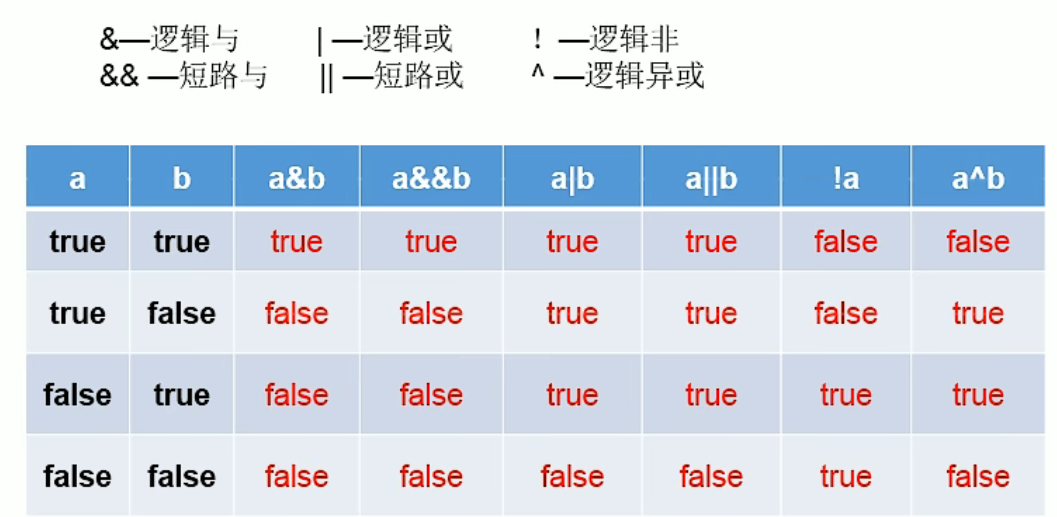 &—逻辑与 | —逻辑或 ! —逻辑非
&& —短路与 || —短路或 ^ —逻辑异或
a b a&b a&&b a|b a||b !a a^b
true true true true true true false false
true false false false true true false true
false true false false true true true true
false false false false false false true false